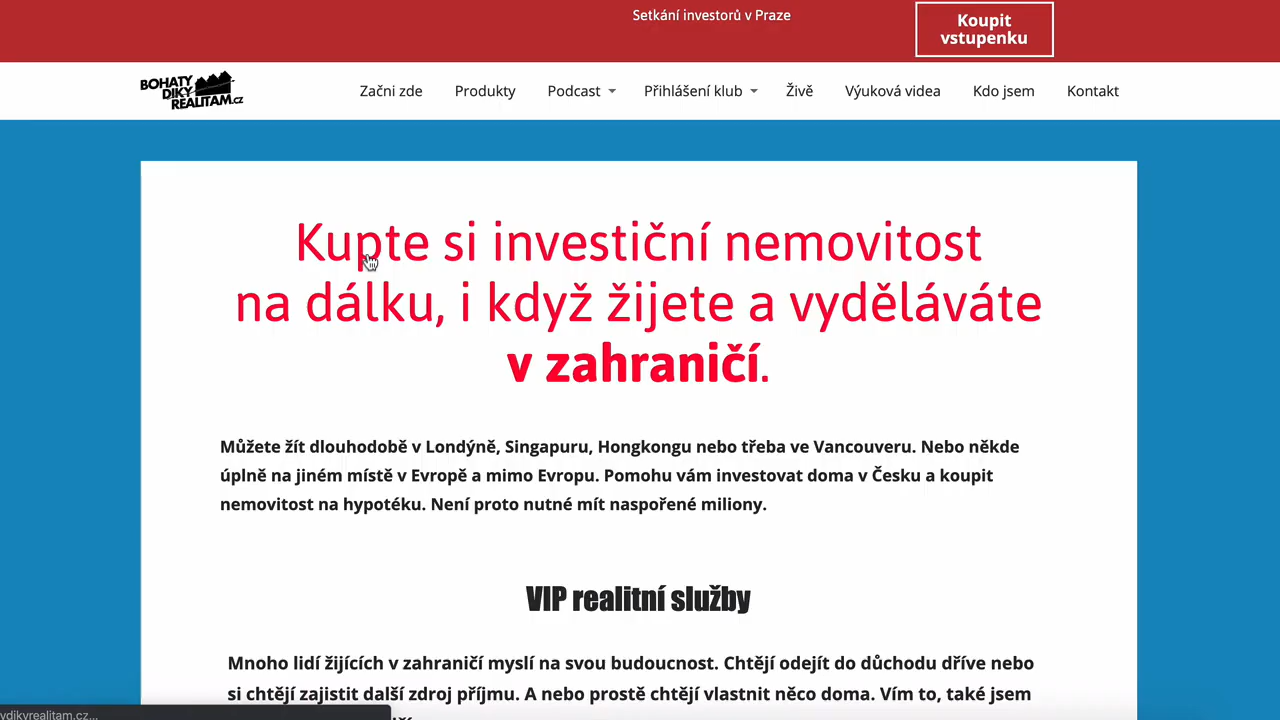 Setkání investorů v Praze
Koupit
vstupenku
BOHATY
DIKY
REALITAM.cz
Začni zde
Produkty
Podcast
Přihlášení klub
Živě
Výuková videa
Kdo jsem
Kontakt
Kupte si investiční nemovitost
na dálku, i když žijete a vyděláváte
v zahraničí.
Můžete žít dlouhodobě v Londýně, Singapuru, Hongkongu nebo třeba ve Vancouveru. Nebo někde
úplně na jiném místě v Evropě a mimo Evropu. Pomohu vám investovat doma v Česku a koupit
nemovitost na hypotéku. Není proto nutné mít naspořené miliony.
VIP realitní služby
Mnoho lidí žijících v zahraničí myslí na svou budoucnost. Chtějí odejít do důchodu dříve nebo
si chtějí zajistit další zdroj příjmu. A nebo prostě chtějí vlastnit něco doma. Vím to, také jsem
ydikyrealitam.cz...